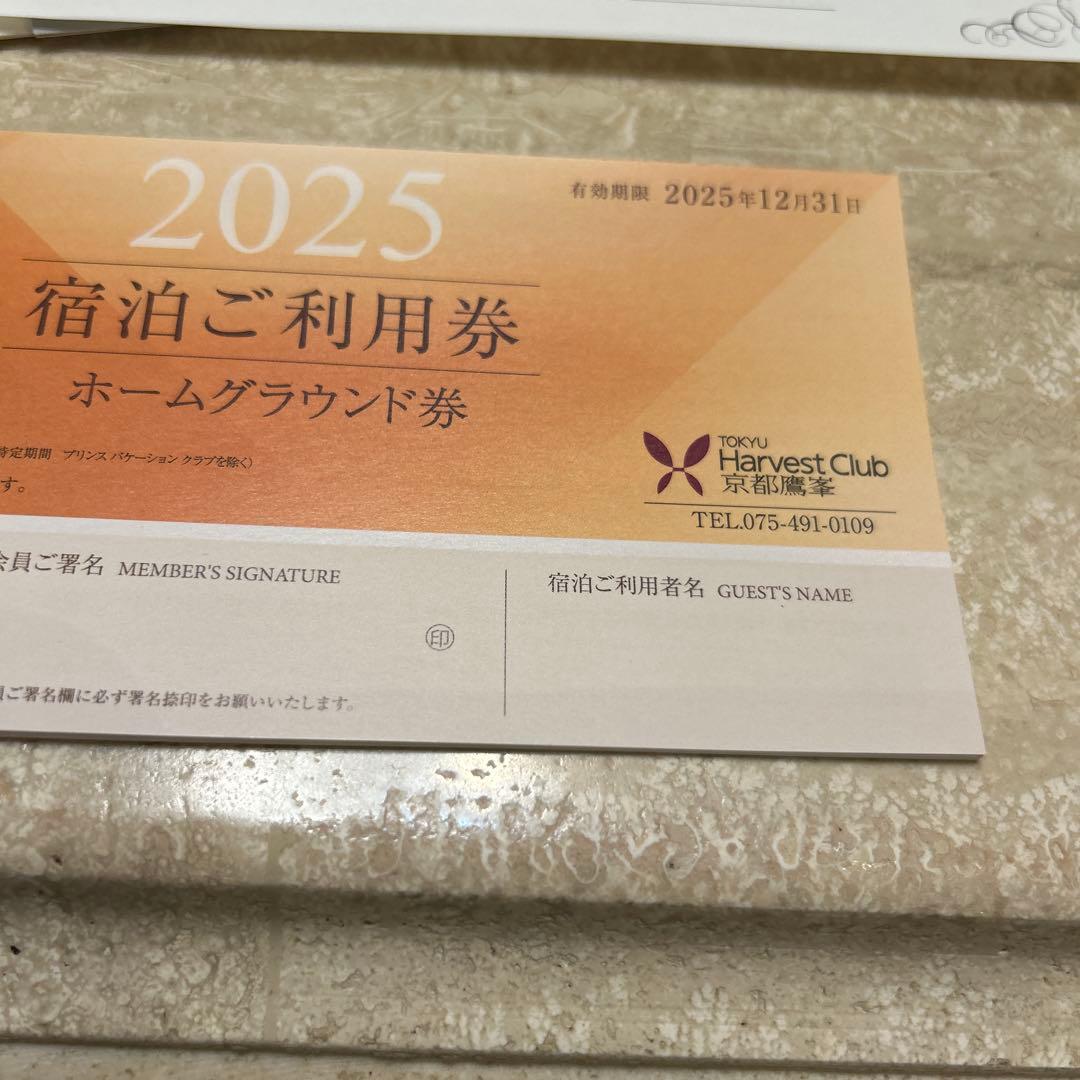 2025
有効期限 2025年12月31日
宿泊ご利用券
ホームグラウンド券
特定期間 プリンス バケーション クラブを除く)
す。
TOKYU
Harvest Club
京都鷹峯
TEL.075-491-0109
会員ご署名 MEMBER'S SIGNATURE
印
宿泊ご利用者名 GUEST'S NAME
員ご署名欄に必ず署名捺印をお願いいたします。